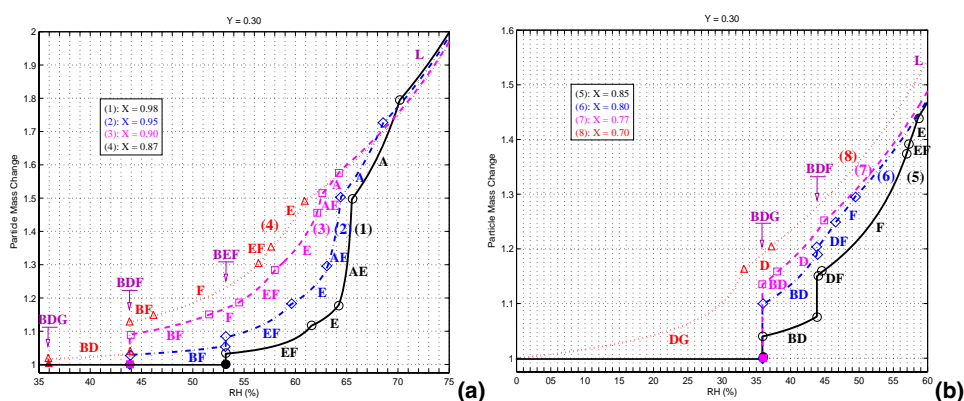 Y = 0.30
2
1.9
1.8
1.7
1.6
1.5
1.4
1.3
1.2
1.1
1
Particle Mass Change
(1): X = 0.98
(2): X = 0.95
(3): X = 0.90
(4): X = 0.87
L
A
A
A
AE
(3) (2) (1)
E
(4)
EF
AF
AE
BEF
E
BDF
F
EF
E
E
BF
F
BDG
BD
BF
EF
EF
BF
35 40 45 50 55 60 65 70 75
RH (%)
(a)
Y = 0.30
1.6
1.5
1.4
1.3
1.2
1.1
1
Particle Mass Change
(5): X = 0.85
(6): X = 0.80
(7): X = 0.77
(8): X = 0.70
L
E
EF
(8)
BDF
(7)
(6)
(5)
F
F
BDG
DF
D
D
DF
BD
BD
BD
DG
0 10 20 30 35 40 45 50 55 60
RH (%)
(b)